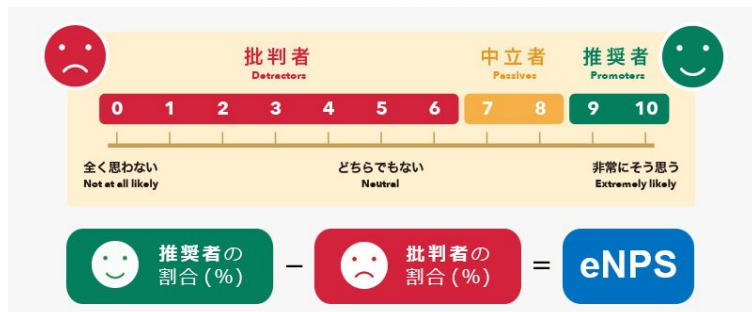 批判者
Detractors
中立者
Passives
推奨者
Promoters
0 1 2 3 4 5 6 7 8 9 10
全く思わない
Not at all likely
どちらでもない
Neutral
非常にそう思う
Extremely likely
推奨者の
割合(%)
−
批判者の
割合(%)
=
eNPS